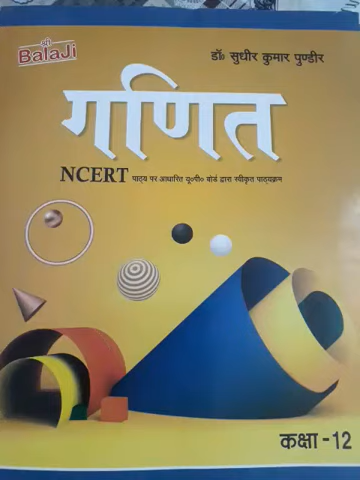 श्री
BalaJi
डॉ० सुधीर कुमार पुण्डीर
गणित
NCERT पाठ्य पर आधारित यू०पी० बोर्ड द्वारा स्वीकृत पाठ्यक्रम
कक्षा -12